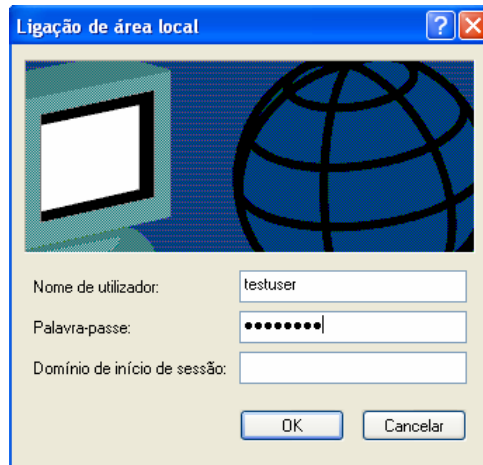 Ligação de área local
Nome de utilizador: testuser
Palavra-passe: ••••••••
Domínio de início de sessão:
OK Cancelar